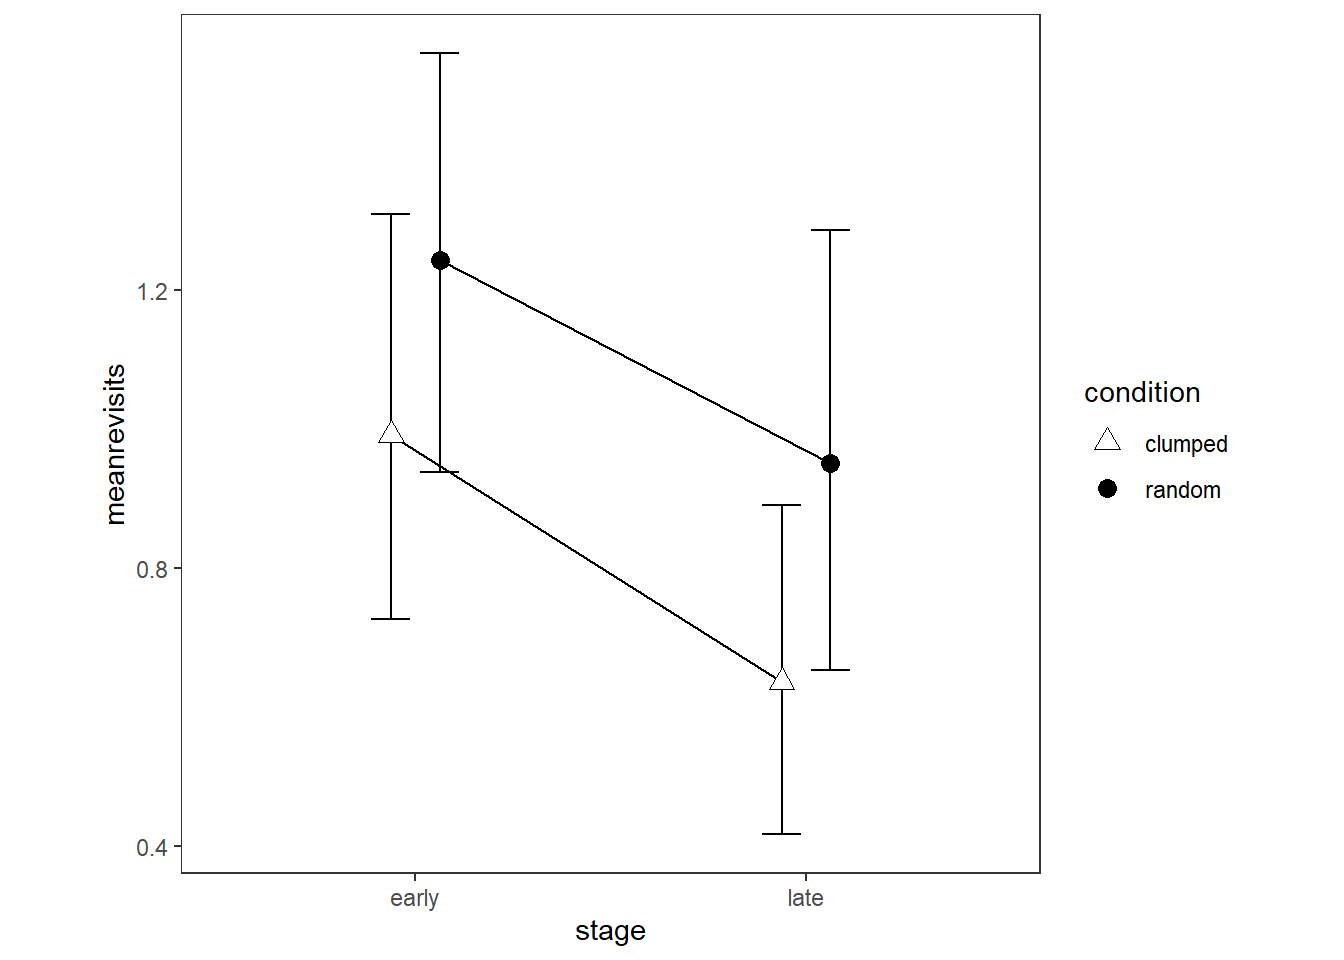 meanrevisits
1.2
0.8
0.4
early
late
stage
condition
clumped
random